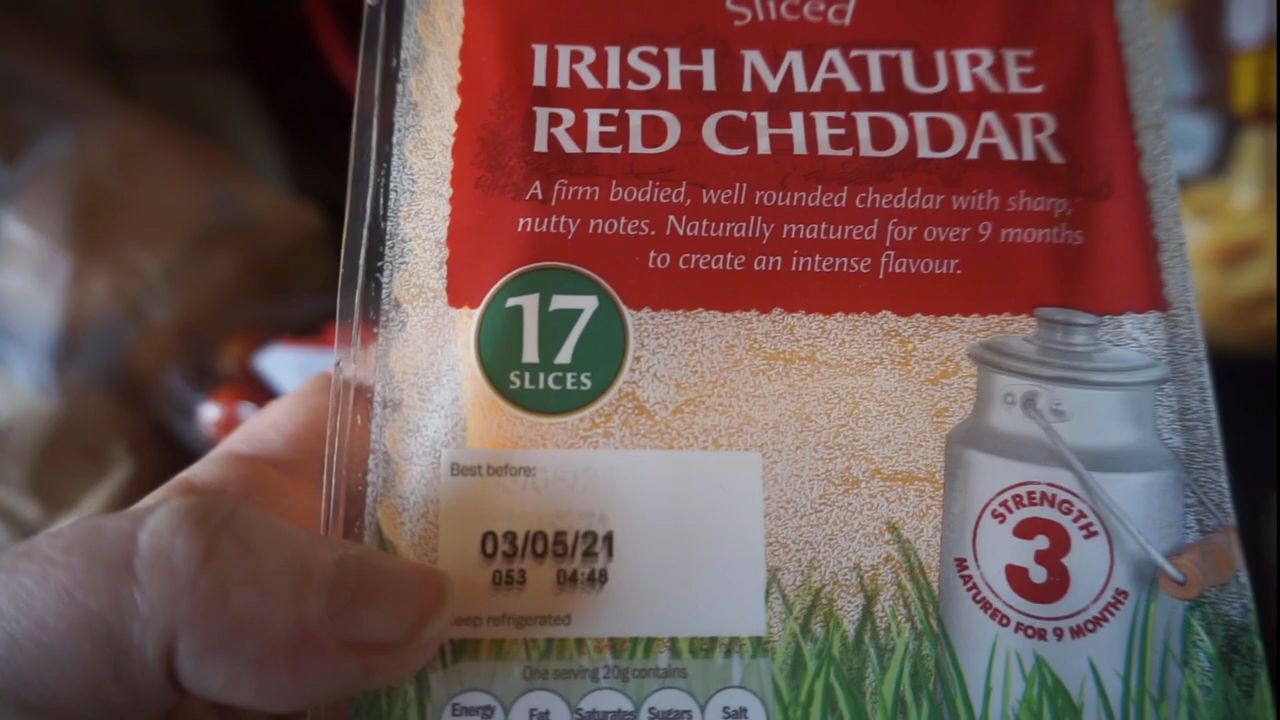 Sliced
IRISH MATURE
RED CHEDDAR
A firm bodied, well rounded cheddar with sharp,
nutty notes. Naturally matured for over 9 months
to create an intense flavour.
17
SLICES
Best before:
03/05/21
053 04:48
eep refrigerated
STRENGTH
3
MATURED FOR 9 MONTHS
One serving 20g contains
Energy Fat Saturates Sugars Salt